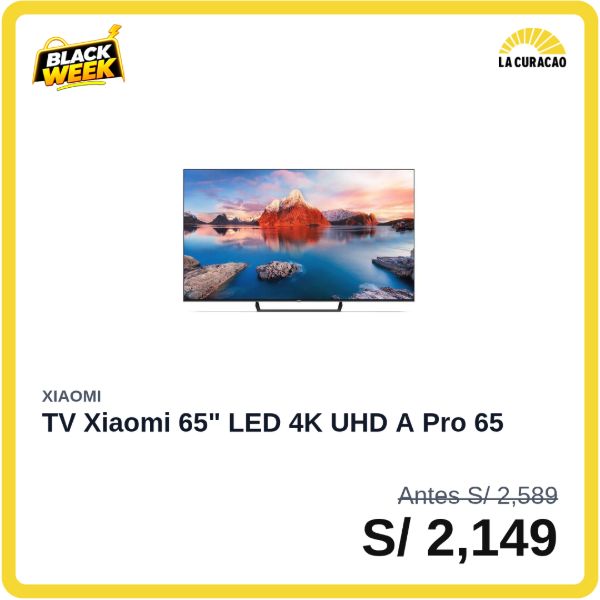 BLACK
WEEK
LA CURACAO
XIAOMI
TV Xiaomi 65" LED 4K UHD A Pro 65
Antes S/ 2,589
S/ 2,149